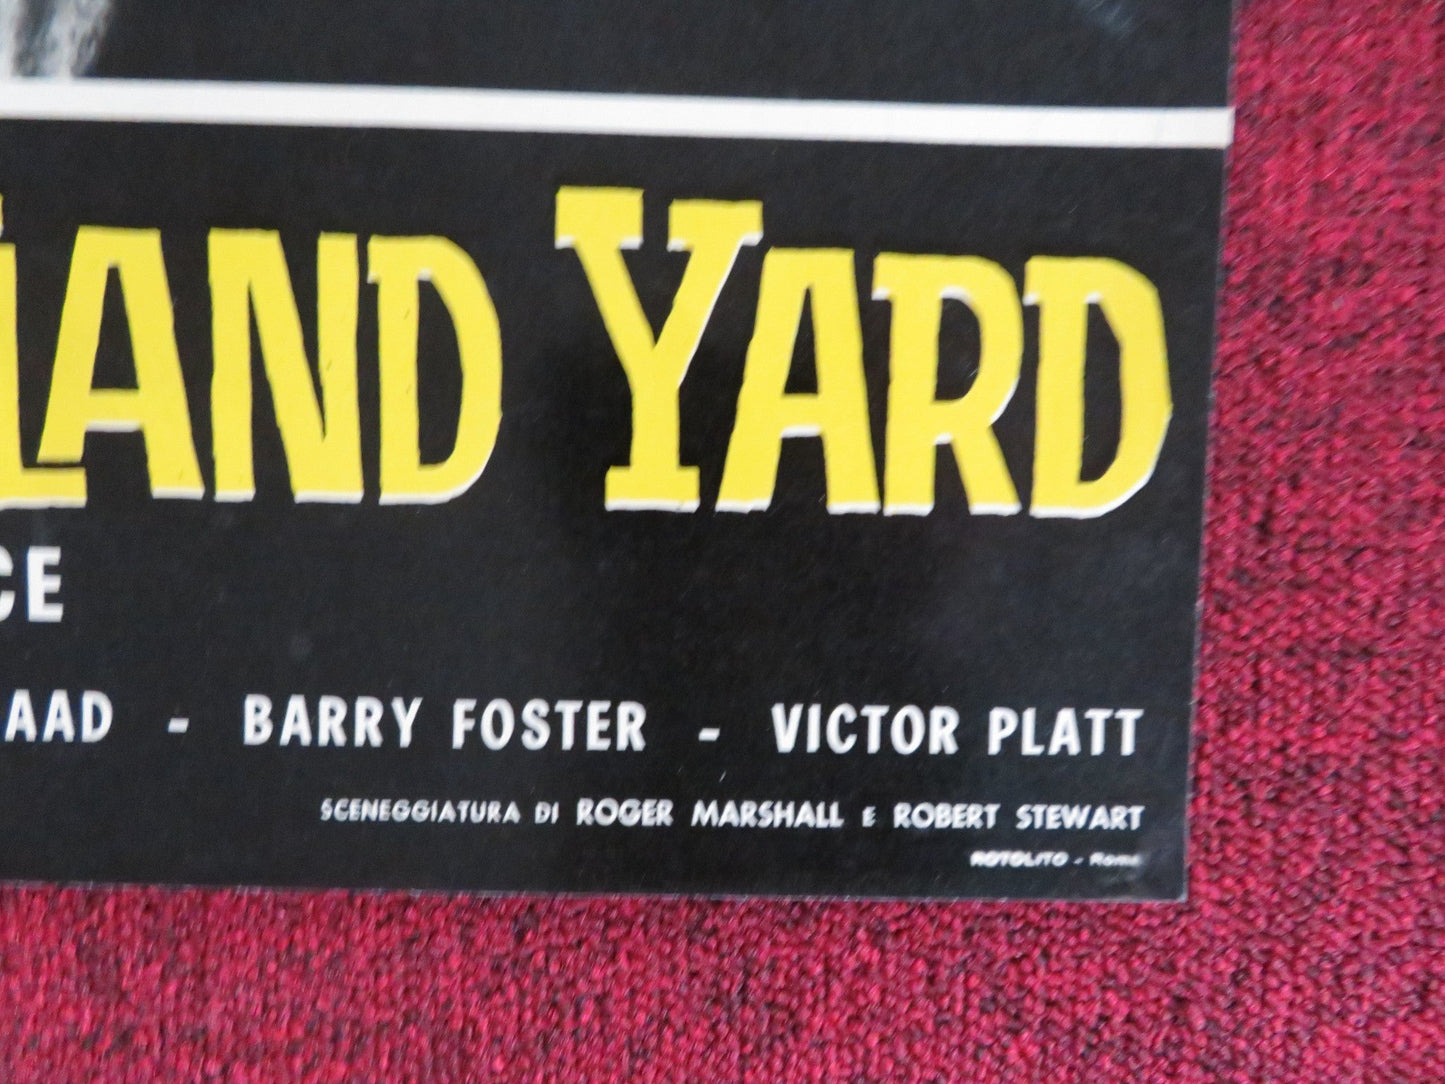 LAND YARD
CE
AAD - BARRY FOSTER - VICTOR PLATT
SCENEGGIATURA DI ROGER MARSHALL E ROBERT STEWART
ROTOLITO - Roma